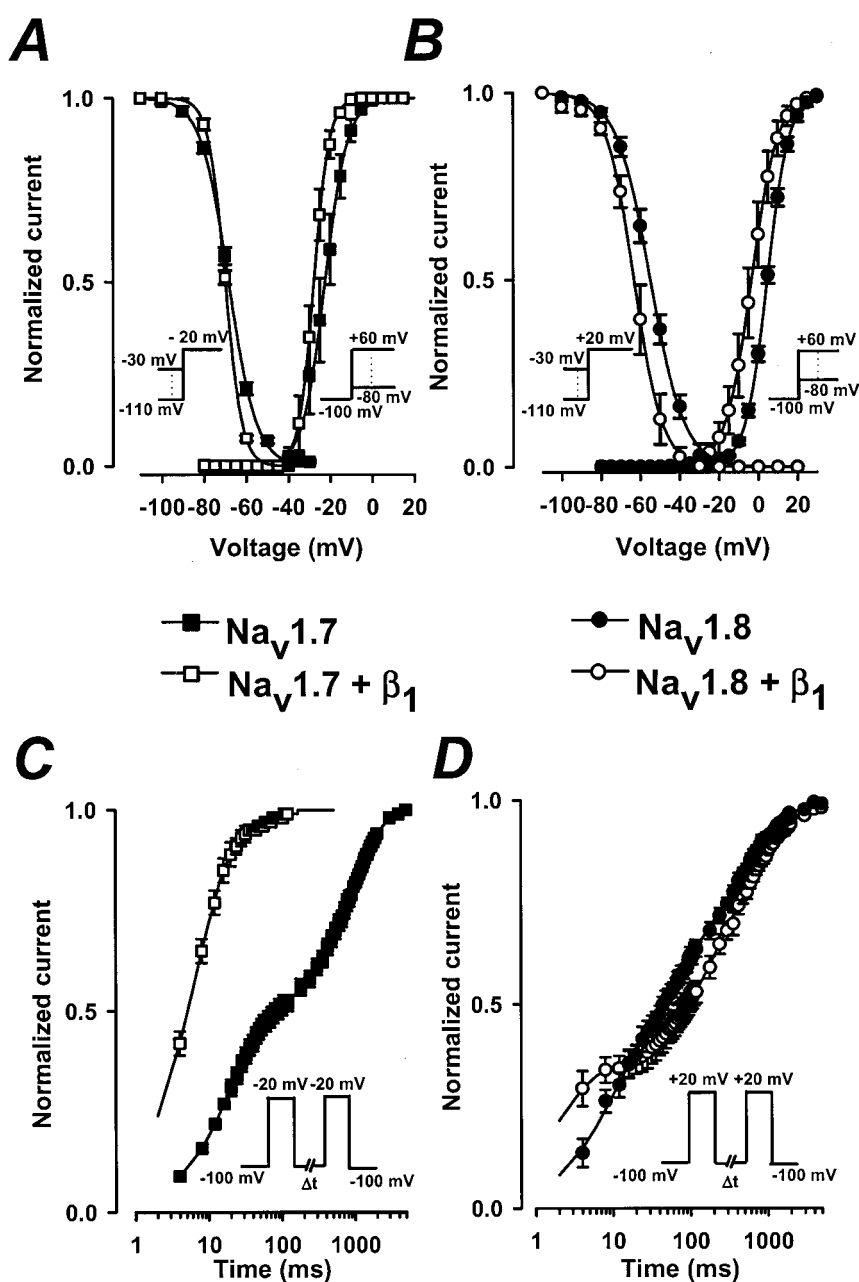 A
B
Normalized current
1.0
0.5
0.0
-30 mV
-110 mV
- 20 mV
+60 mV
-80 mV
-100 mV
-100 -80 -60 -40 -20 0 20
Voltage (mV)
Normalized current
1.0
0.5
0.0
-30 mV
-110 mV
+20 mV
+60 mV
-80 mV
-100 mV
-100 -80 -60 -40 -20 0 20
Voltage (mV)
Nav1.7
Nav1.7 + β1
Nav1.8
Nav1.8 + β1
C
D
Normalized current
1.0
0.5
0.0
-20 mV -20 mV
-100 mV Δt -100 mV
1 10 100 1000
Time (ms)
Normalized current
1.0
0.5
0.0
+20 mV +20 mV
-100 mV Δt -100 mV
1 10 100 1000
Time (ms)